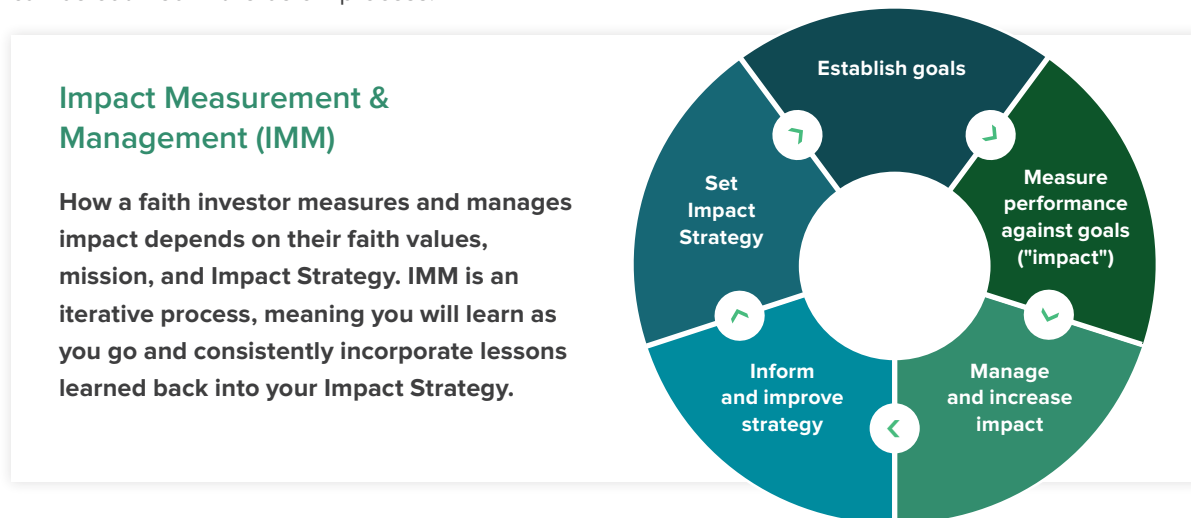 Impact Measurement &
Management (IMM)
How a faith investor measures and manages
impact depends on their faith values,
mission, and Impact Strategy. IMM is an
iterative process, meaning you will learn as
you go and consistently incorporate lessons
learned back into your Impact Strategy.
Establish goals
Measure
performance
against goals
("impact")
Manage
and increase
impact
Inform
and improve
strategy
Set
Impact
Strategy